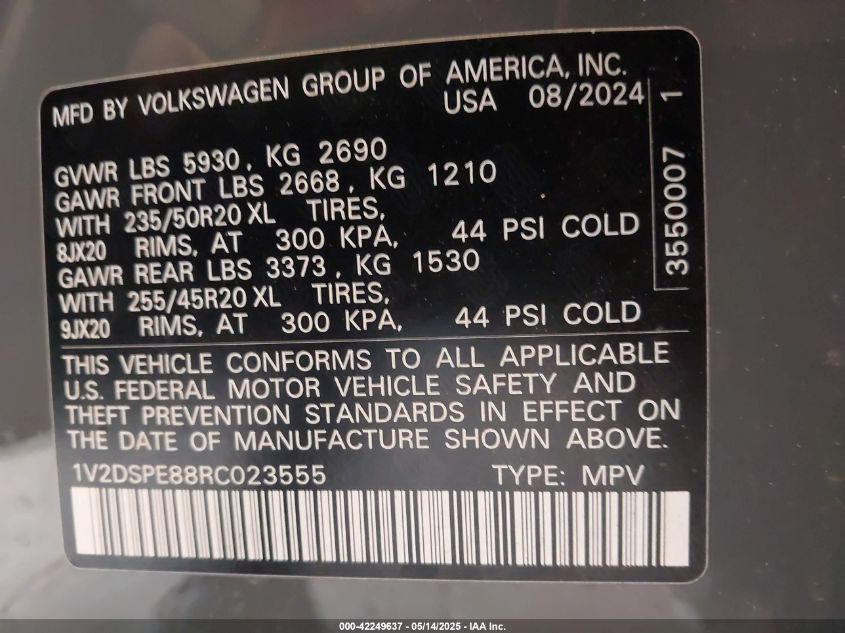 MFD BY VOLKSWAGEN GROUP OF AMERICA, INC.
USA 08/2024
GVWR LBS 5930, KG 2690
GAWR FRONT LBS 2668, KG 1210
WITH 235/50R20 XL TIRES,
8JX20 RIMS, AT 300 KPA, 44 PSI COLD
GAWR REAR LBS 3373, KG 1530
WITH 255/45R20 XL TIRES,
9JX20 RIMS, AT 300 KPA, 44 PSI COLD
3550007 1
THIS VEHICLE CONFORMS TO ALL APPLICABLE
U.S. FEDERAL MOTOR VEHICLE SAFETY AND
THEFT PREVENTION STANDARDS IN EFFECT ON
THE DATE OF MANUFACTURE SHOWN ABOVE.
1V2DSPE88RC023555 TYPE: MPV
000-42249637 - 05/14/2025 - IAA Inc.